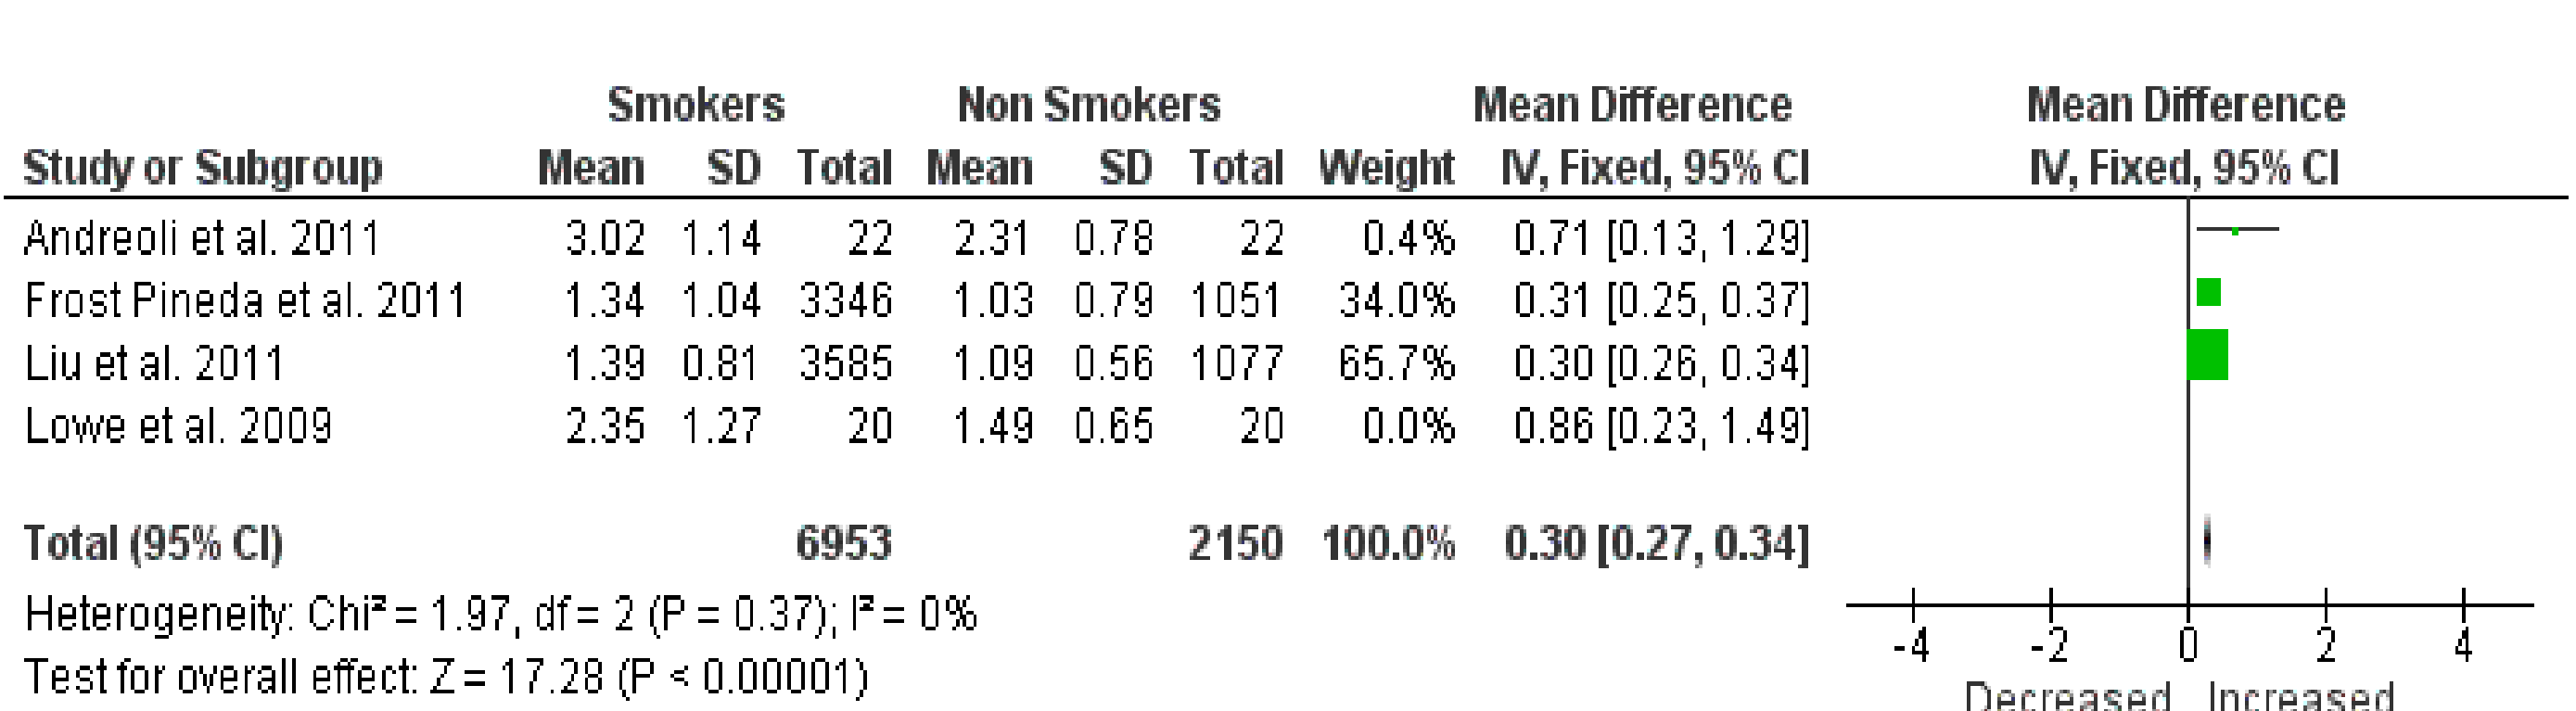 Smokers Non Smokers Mean Difference Mean Difference
Study or Subgroup Mean SD Total Mean SD Total Weight IV, Fixed, 95% CI IV, Fixed, 95% CI
Andreoli et al. 2011 3.02 1.14 22 2.31 0.78 22 0.4% 0.71 [0.13, 1.29]
Frost Pineda et al. 2011 1.34 1.04 3346 1.03 0.79 1051 34.0% 0.31 [0.25, 0.37]
Liu et al. 2011 1.39 0.81 3585 1.09 0.56 1077 65.7% 0.30 [0.26, 0.34]
Lowe et al. 2009 2.35 1.27 20 1.49 0.65 20 0.0% 0.86 [0.23, 1.49]
Total (95% CI) 6953 2150 100.0% 0.30 [0.27, 0.34]
Heterogeneity: Chi² = 1.97, df = 2 (P = 0.37); I² = 0%
Test for overall effect: Z = 17.28 (P < 0.00001)
-4 -2 0 2 4
Decreased Increased